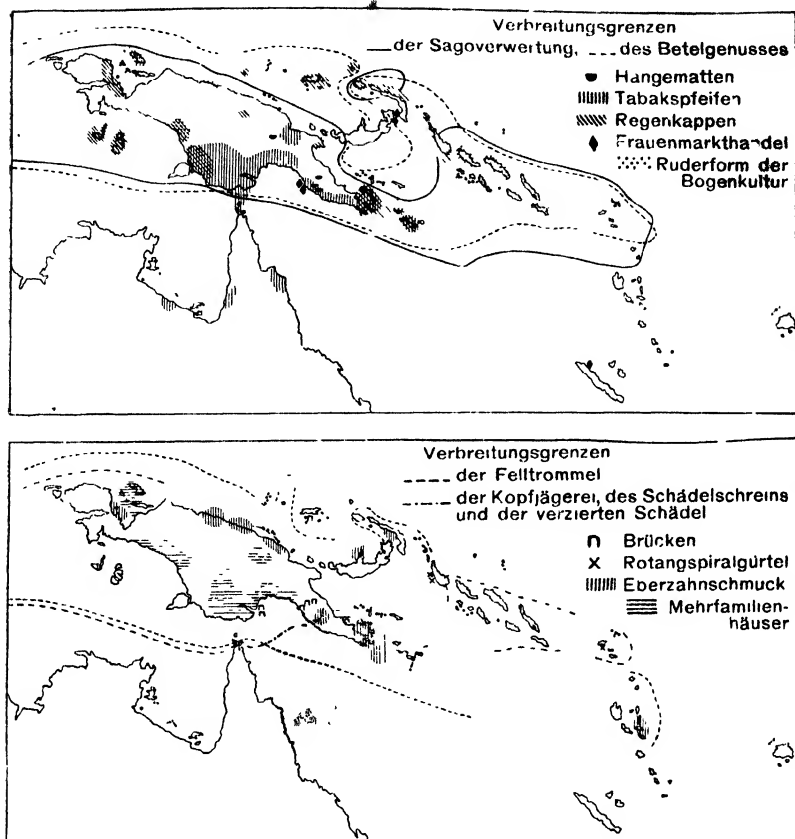 Verbreitungsgrenzen
der Sagoverwertung, des Betelgenusses
Hangematten
Tabakspfeifen
Regenkappen
Frauenmarkthandel
Ruderform der
Bogenkultur
Verbreitungsgrenzen
der Felltrommel
der Kopfjägerei, des Schädelschreins
und der verzierten Schädel
Brücken
Rotangspiralgürtel
Eberzahnschmuck
Mehrfamilien-
häuser